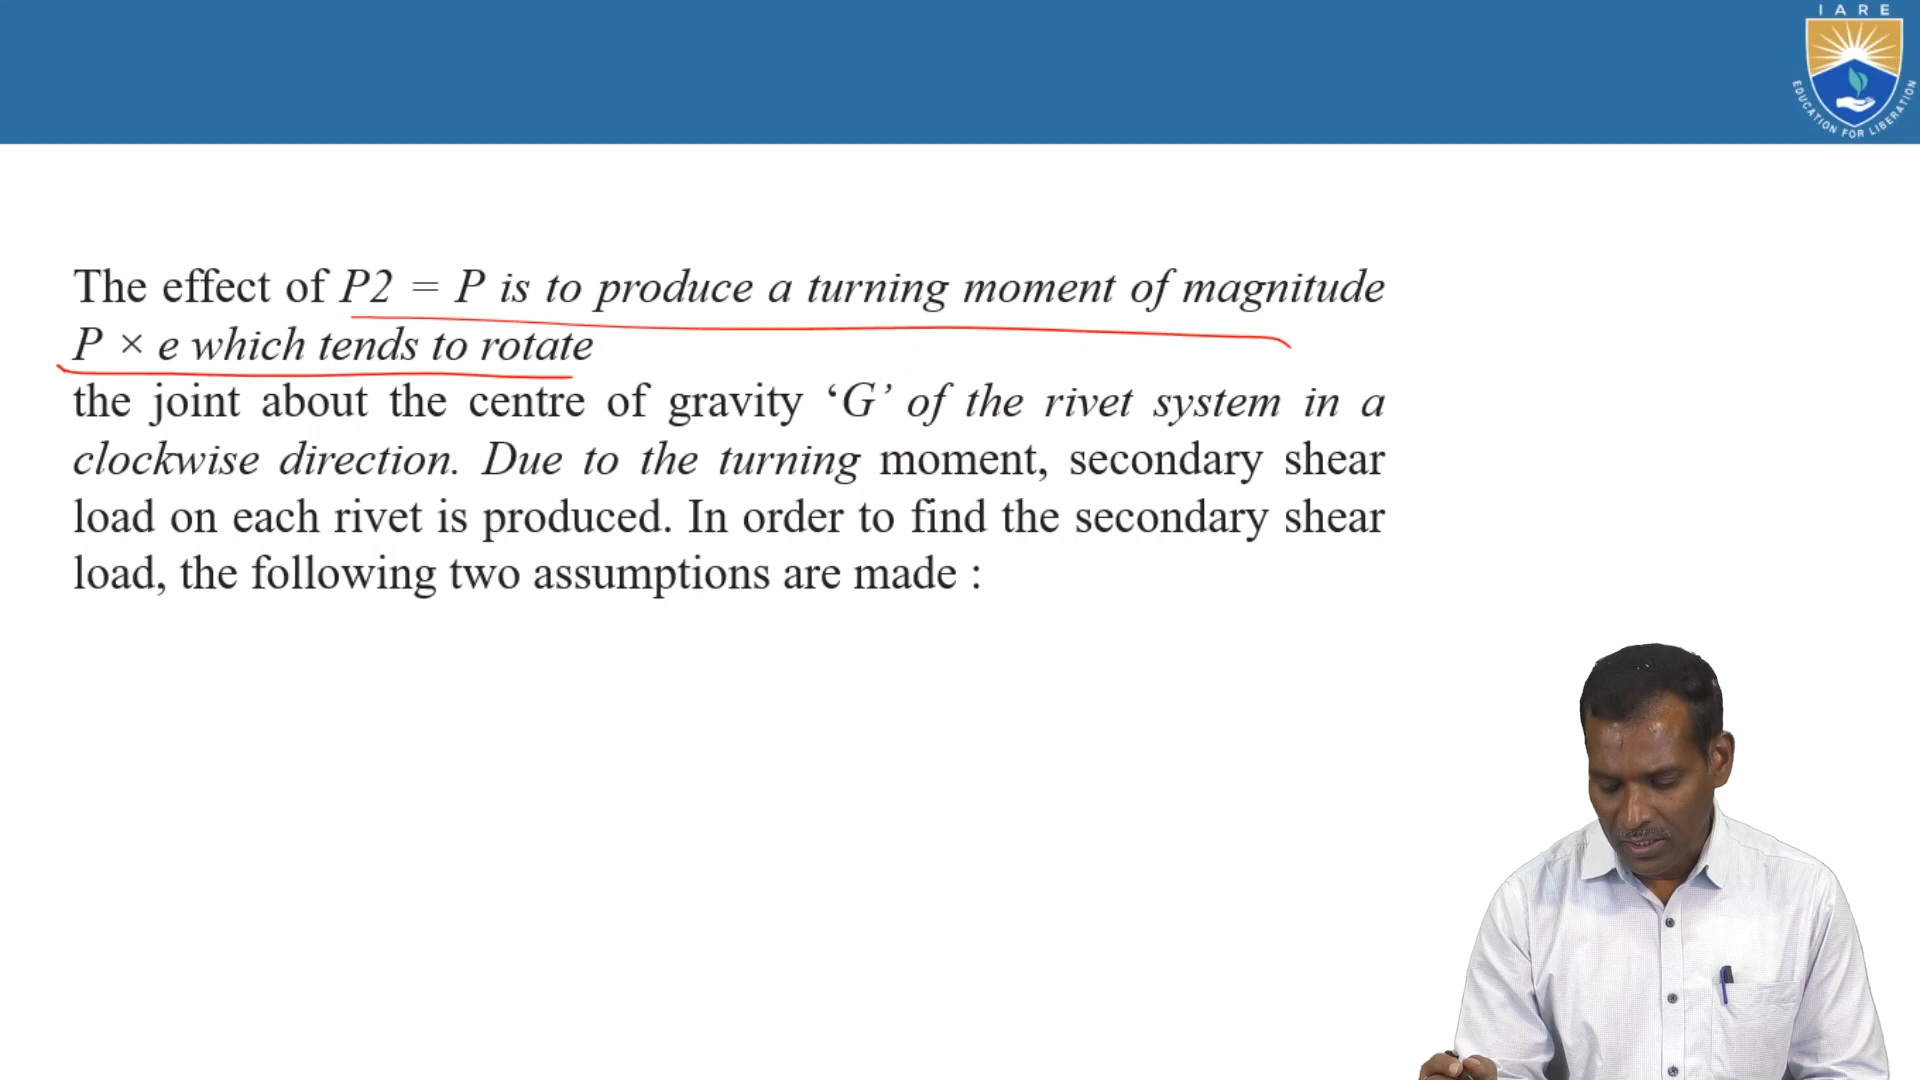 IARE
EDUCATION FOR LIBERATION
The effect of P2 = P is to produce a turning moment of magnitude
P × e which tends to rotate
the joint about the centre of gravity ‘G’ of the rivet system in a
clockwise direction. Due to the turning moment, secondary shear
load on each rivet is produced. In order to find the secondary shear
load, the following two assumptions are made :